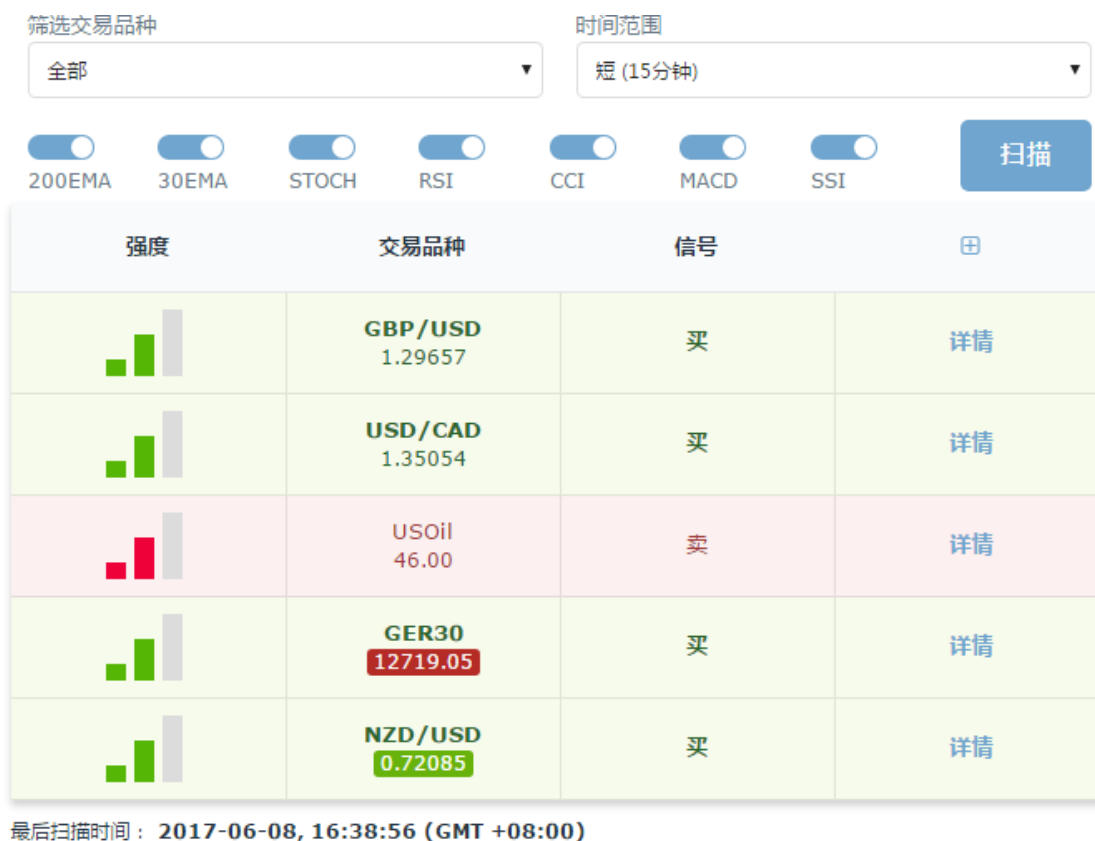 筛选交易品种 时间范围
全部 短 (15分钟)
200EMA 30EMA STOCH RSI CCI MACD SSI 扫描
强度 交易品种 信号
GBP/USD
1.29657 买 详情
USD/CAD
1.35054 买 详情
USOil
46.00 卖 详情
GER30
12719.05 买 详情
NZD/USD
0.72085 买 详情
最后扫描时间： 2017-06-08, 16:38:56 (GMT +08:00)